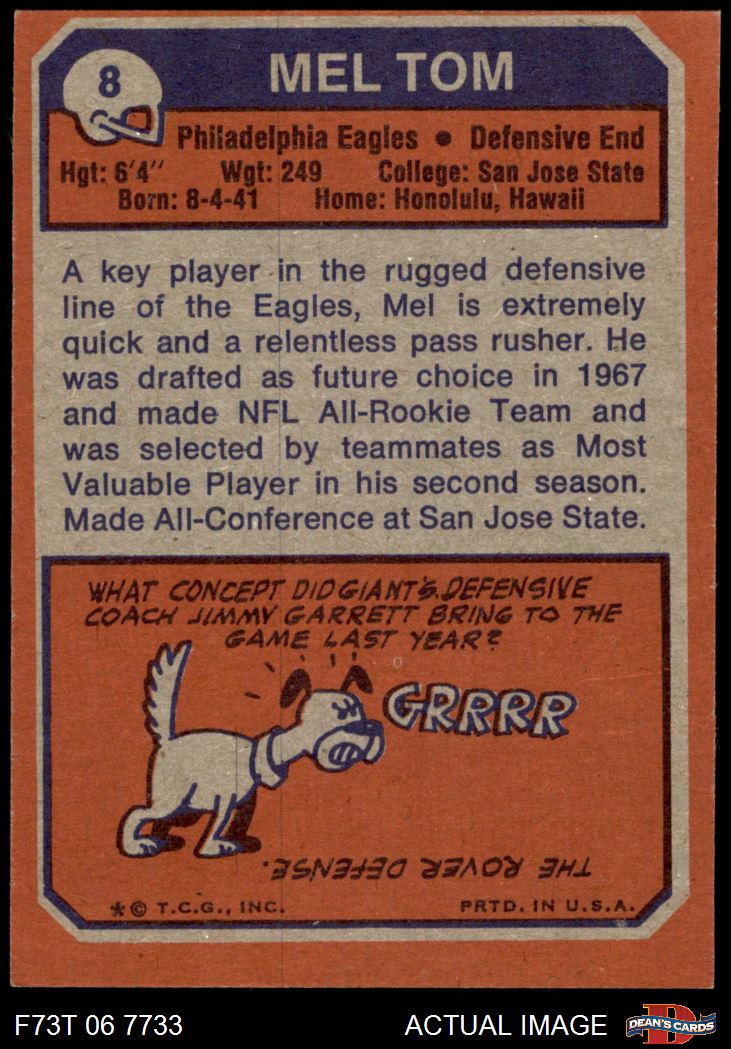 8
MEL TOM
Philadelphia Eagles • Defensive End
Hgt: 6'4" Wgt: 249 College: San Jose State
Born: 8-4-41 Home: Honolulu, Hawaii
A key player in the rugged defensive
line of the Eagles, Mel is extremely
quick and a relentless pass rusher. He
was drafted as future choice in 1967
and made NFL All-Rookie Team and
was selected by teammates as Most
Valuable Player in his second season.
Made All-Conference at San Jose State.
WHAT CONCEPT DID GIANT'S DEFENSIVE
COACH JIMMY GARRETT BRING TO THE
GAME LAST YEAR?
GRRRR
THE ROVER DEFENSE.
*© T.C.G., INC. PRTD. IN U.S.A.
F73T 06 7733 ACTUAL IMAGE
D
DEAN'S CARDS